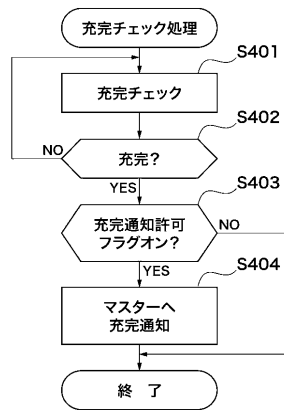 充完チェック処理
S401
充完チェック
S402
充完？
NO
YES
S403
充完通知許可
フラグオン？
NO
YES
S404
マスターへ
充完通知
終　了